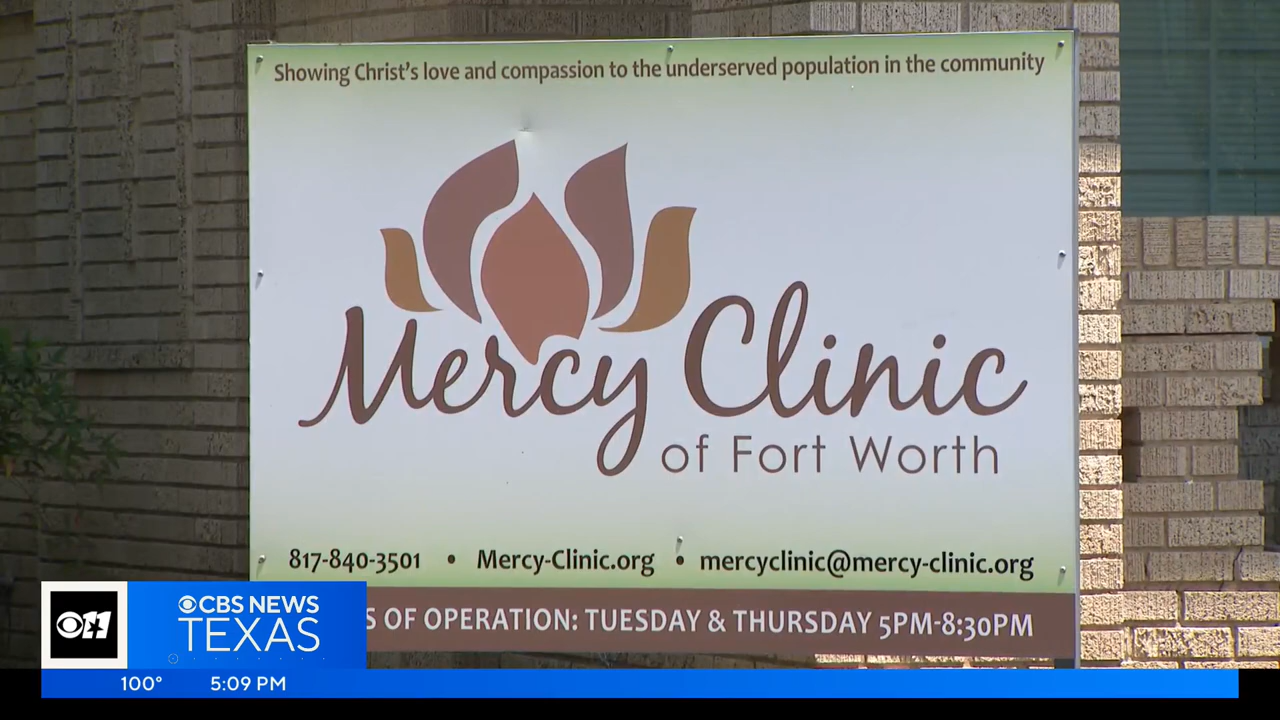 Showing Christ's love and compassion to the underserved population in the community
Mercy Clinic
of Fort Worth
817-840-3501 • Mercy-Clinic.org • mercyclinic@mercy-clinic.org
S OF OPERATION: TUESDAY & THURSDAY 5PM-8:30PM
11
CBS NEWS
TEXAS
100° 5:09 PM